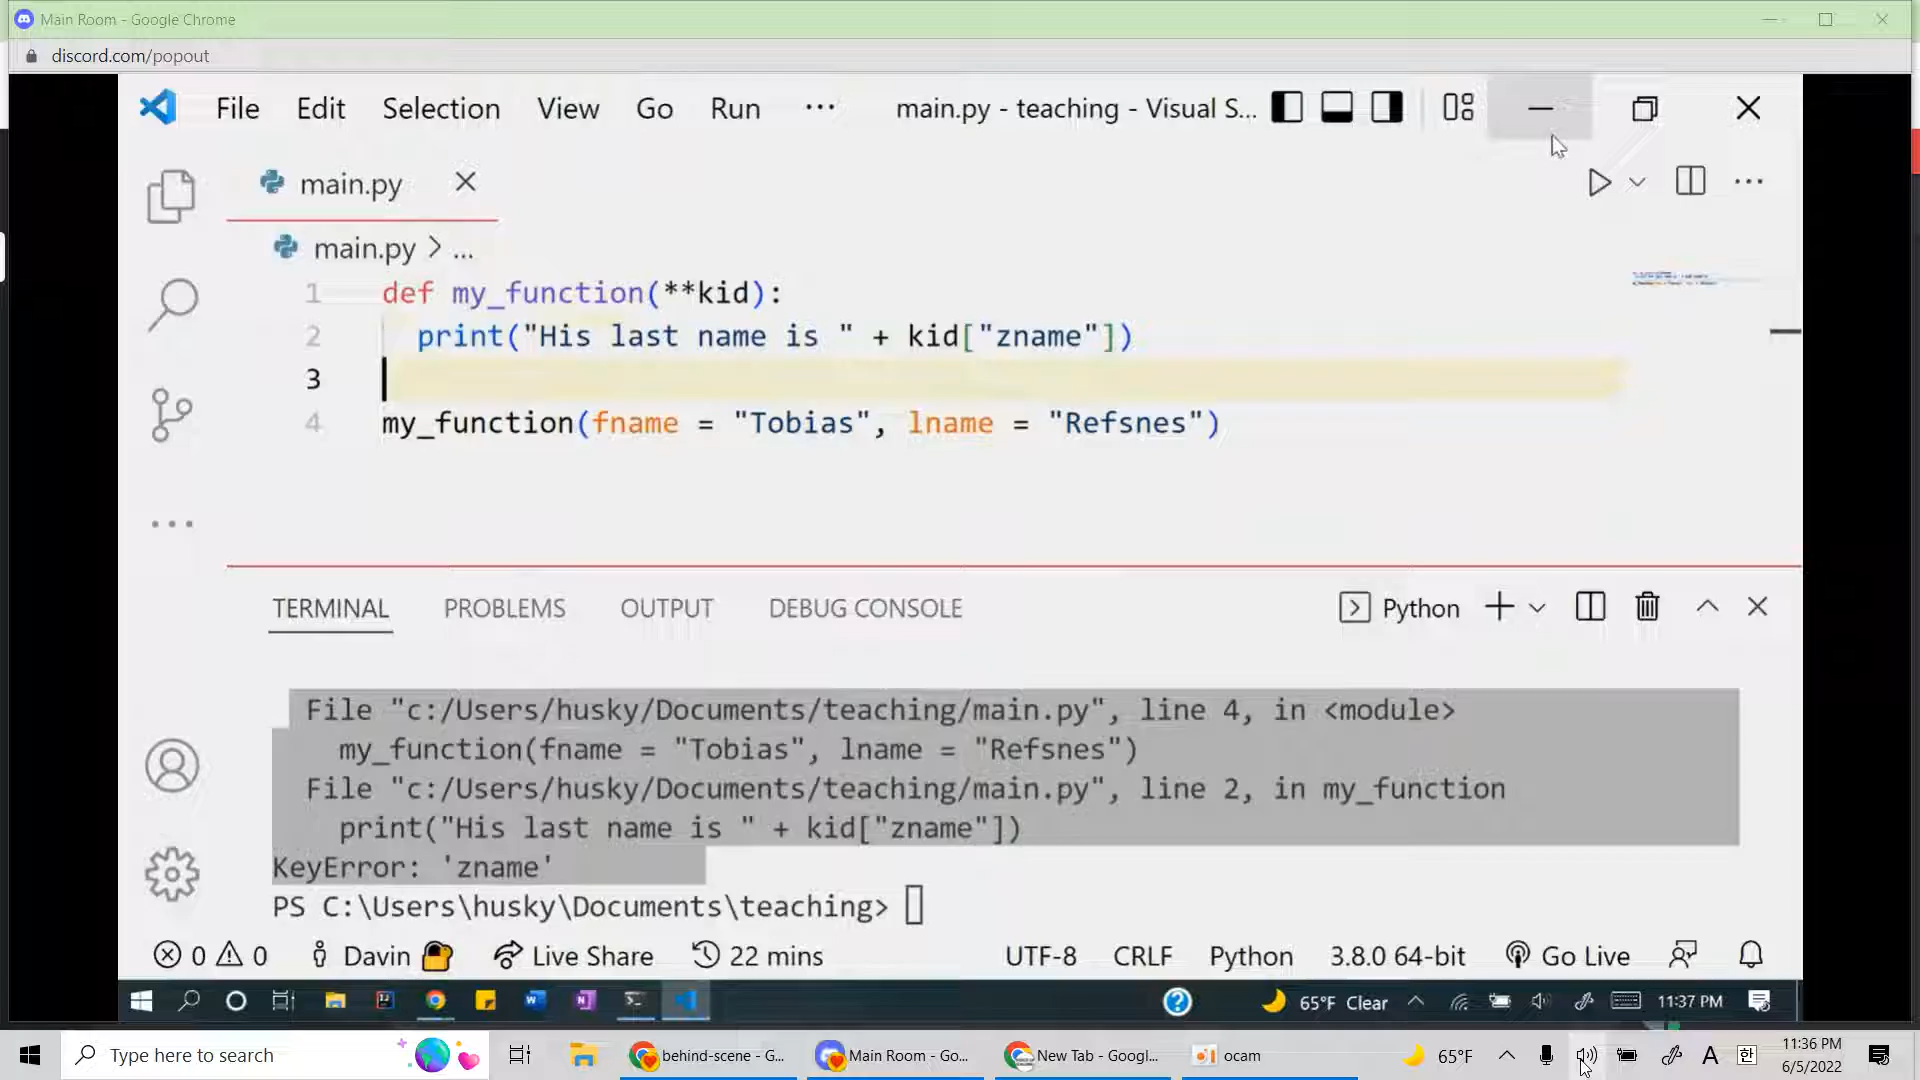 Main Room - Google Chrome
discord.com/popout
File Edit Selection View Go Run ··· main.py - teaching - Visual S...
main.py
main.py > ...
1 def my_function(**kid):
2 print("His last name is " + kid["zname"])
3
4 my_function(fname = "Tobias", lname = "Refsnes")
TERMINAL PROBLEMS OUTPUT DEBUG CONSOLE Python
File "c:/Users/husky/Documents/teaching/main.py", line 4, in <module>
my_function(fname = "Tobias", lname = "Refsnes")
File "c:/Users/husky/Documents/teaching/main.py", line 2, in my_function
print("His last name is " + kid["zname"])
KeyError: 'zname'
PS C:\Users\husky\Documents\teaching>
0 0 Davin Live Share 22 mins UTF-8 CRLF Python 3.8.0 64-bit Go Live
65°F Clear 11:37 PM
Type here to search behind-scene - G... Main Room - Go... New Tab - Googl... ocam 65°F A 한 11:36 PM
6/5/2022